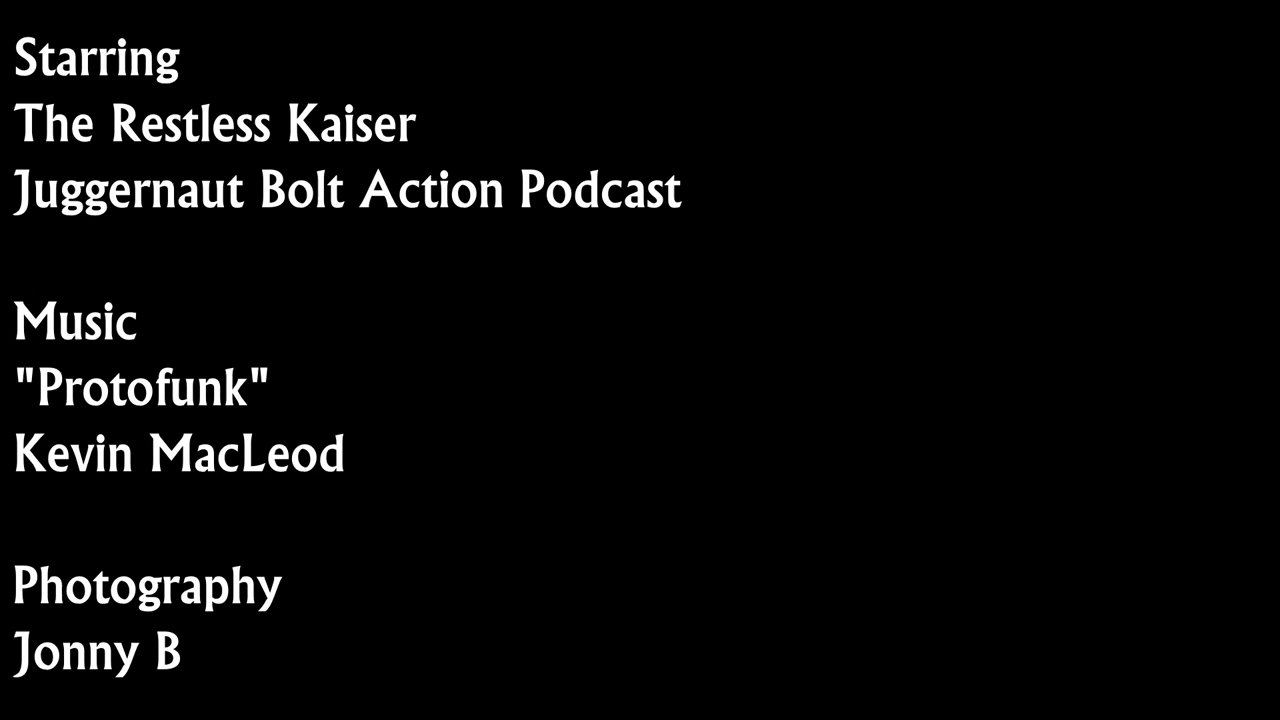 Starring
The Restless Kaiser
Juggernaut Bolt Action Podcast
Music
"Protofunk"
Kevin MacLeod
Photography
Jonny B